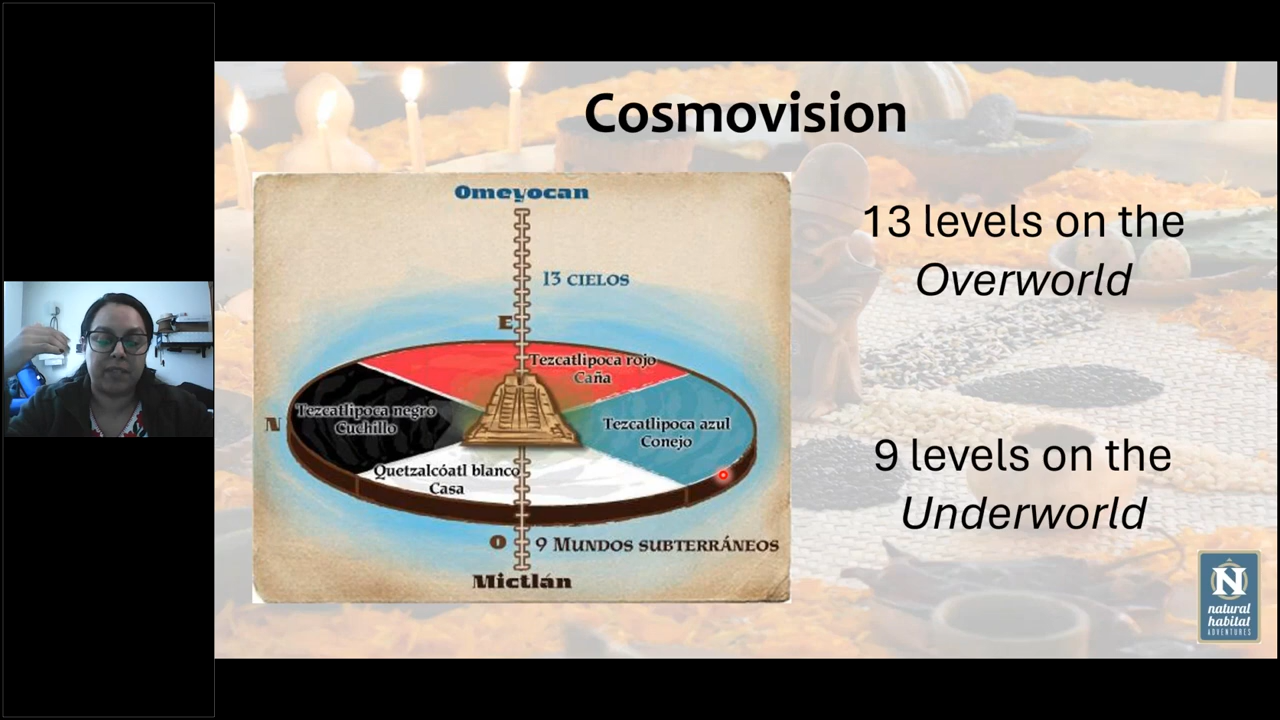 Cosmovision
Omeyocan
13 CIELOS
E
Tezcatlipoca rojo
Caña
N
Tezcatlipoca negro
Cuchillo
Tezcatlipoca azul
Conejo
Quetzalcóatl blanco
Casa
O
9 MUNDOS SUBTERRÁNEOS
Mictlán
13 levels on the
Overworld
9 levels on the
Underworld
N
natural
habitat
ADVENTURES